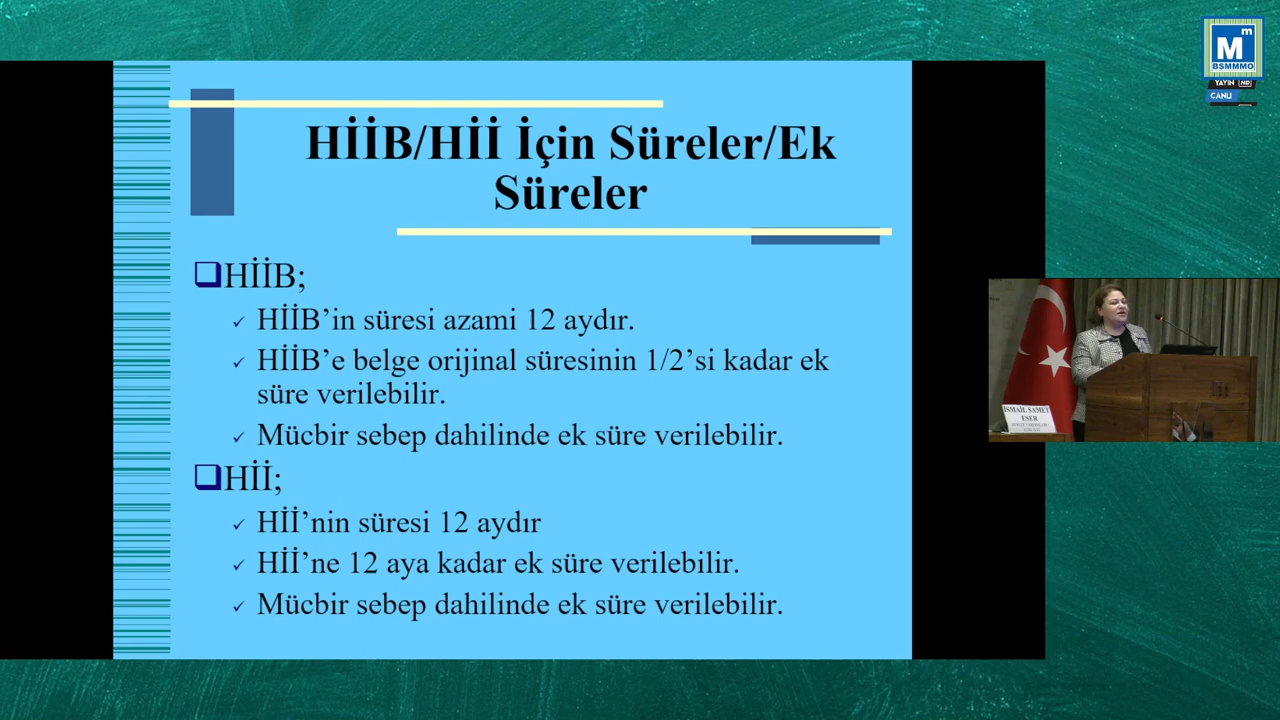 HİİB/Hİİ İçin Süreler/Ek
Süreler
HİİB;
HİİB’in süresi azami 12 aydır.
HİİB’e belge orijinal süresinin 1/2’si kadar ek
süre verilebilir.
Mücbir sebep dahilinde ek süre verilebilir.
Hİİ;
Hİİ’nin süresi 12 aydır
Hİİ’ne 12 aya kadar ek süre verilebilir.
Mücbir sebep dahilinde ek süre verilebilir.
Mm
BSMMMO
YAYIN HD
CANLI
İSMAİL SAMET
ESER